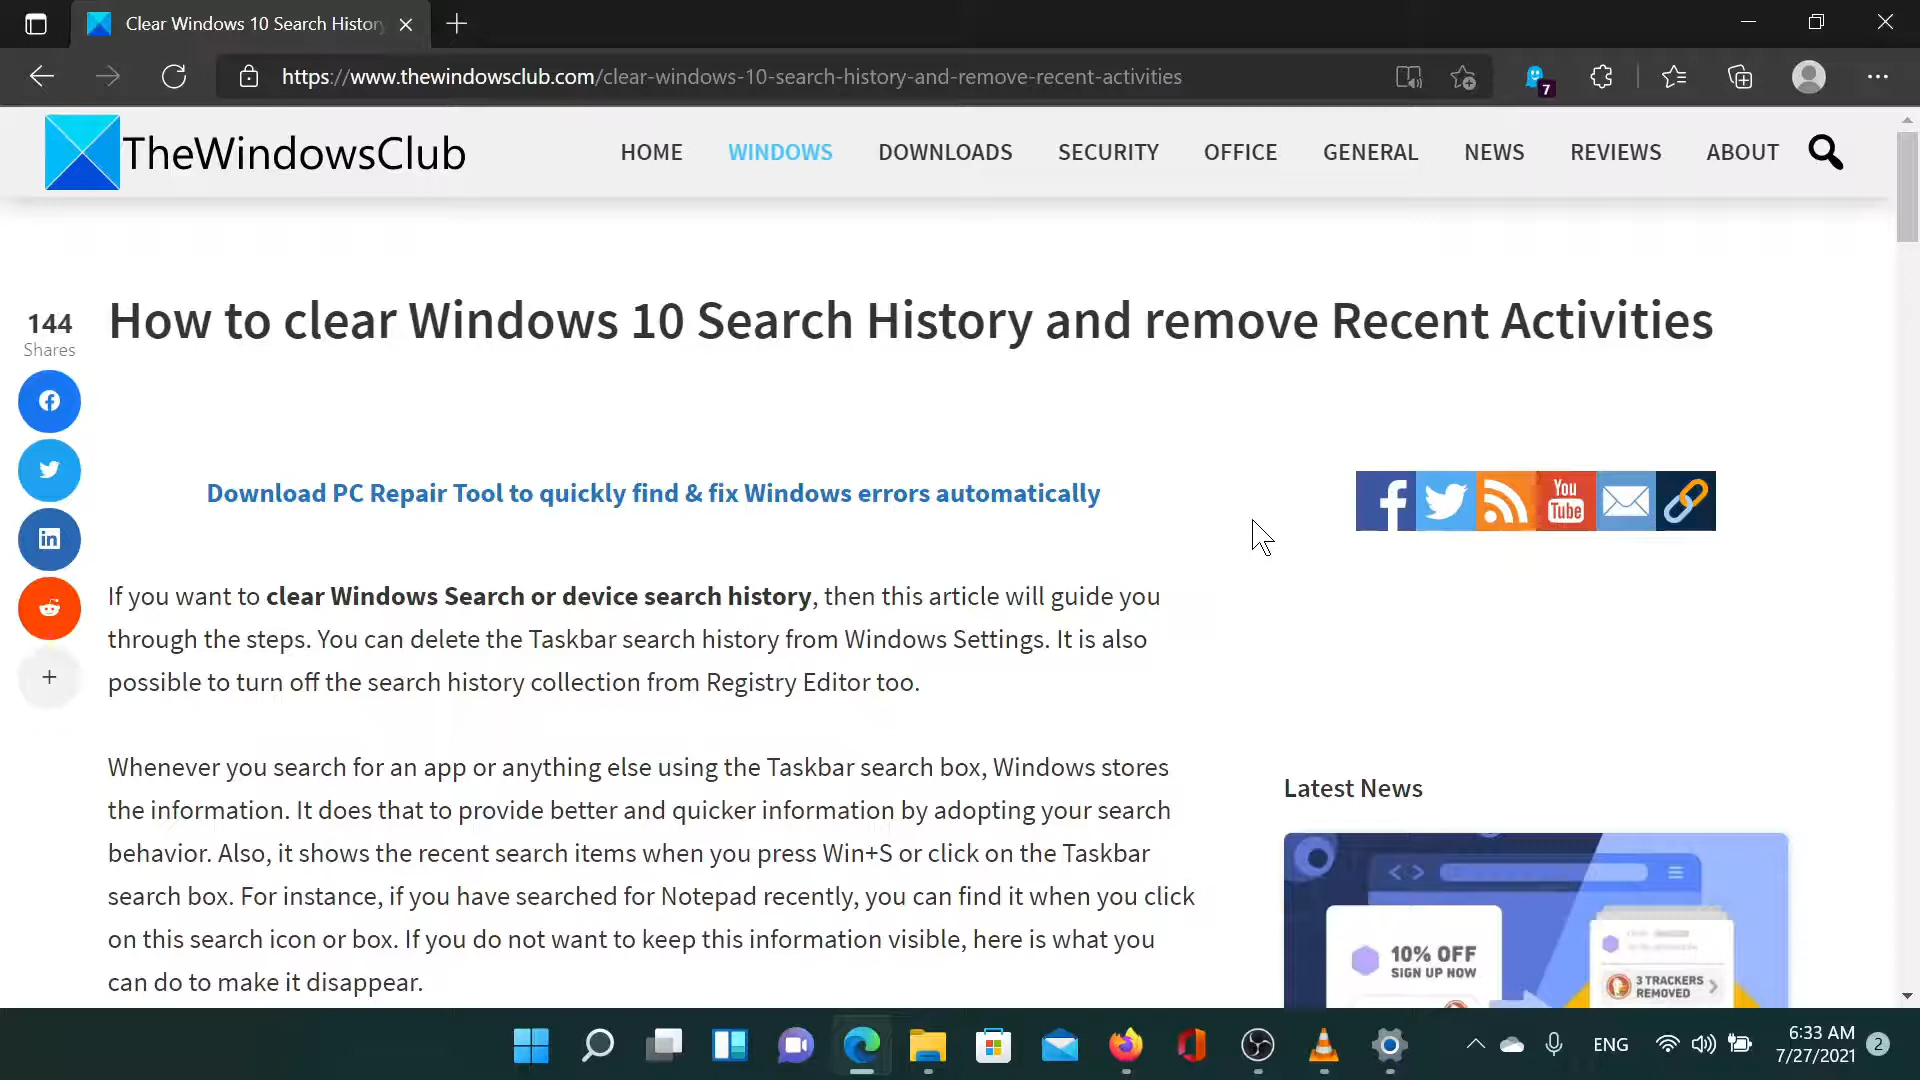 Clear Windows 10 Search Histor
https://www.thewindowsclub.com/clear-windows-10-search-history-and-remove-recent-activities
7
TheWindowsClub
HOME WINDOWS DOWNLOADS SECURITY OFFICE GENERAL NEWS REVIEWS ABOUT
144
Shares
How to clear Windows 10 Search History and remove Recent Activities
Download PC Repair Tool to quickly find & fix Windows errors automatically
You
Tube
If you want to clear Windows Search or device search history, then this article will guide you
through the steps. You can delete the Taskbar search history from Windows Settings. It is also
possible to turn off the search history collection from Registry Editor too.
Whenever you search for an app or anything else using the Taskbar search box, Windows stores
the information. It does that to provide better and quicker information by adopting your search
behavior. Also, it shows the recent search items when you press Win+S or click on the Taskbar
search box. For instance, if you have searched for Notepad recently, you can find it when you click
on this search icon or box. If you do not want to keep this information visible, here is what you
can do to make it disappear.
Latest News
10% OFF
SIGN UP NOW
3 TRACKERS
REMOVED
ENG
6:33 AM
7/27/2021
2